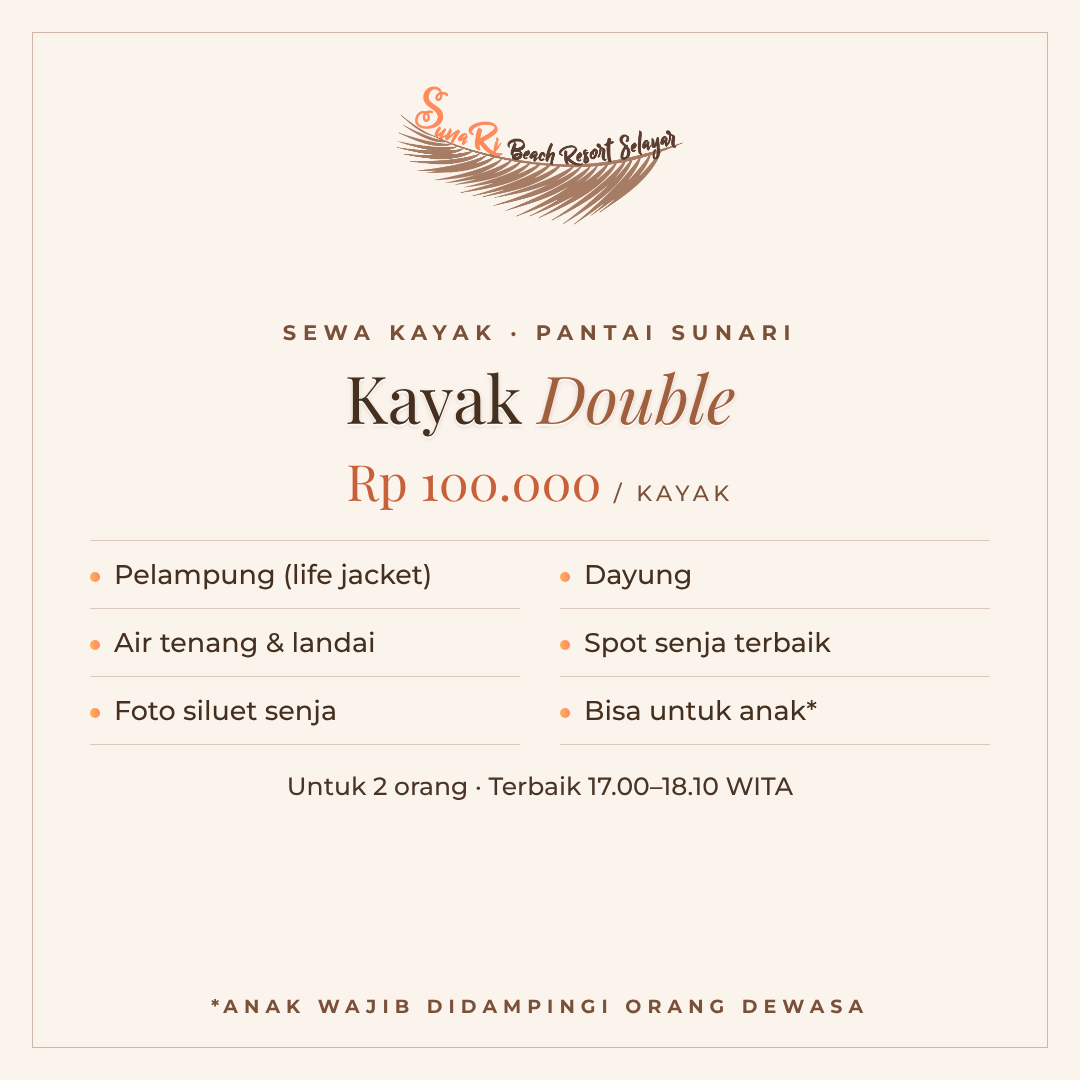 SunaRi Beach Resort Selayar
SEWA KAYAK · PANTAI SUNARI
Kayak Double
Rp 100.000 / KAYAK
Pelampung (life jacket)
Dayung
Air tenang & landai
Spot senja terbaik
Foto siluet senja
Bisa untuk anak*
Untuk 2 orang · Terbaik 17.00–18.10 WITA
*ANAK WAJIB DIDAMPINGI ORANG DEWASA